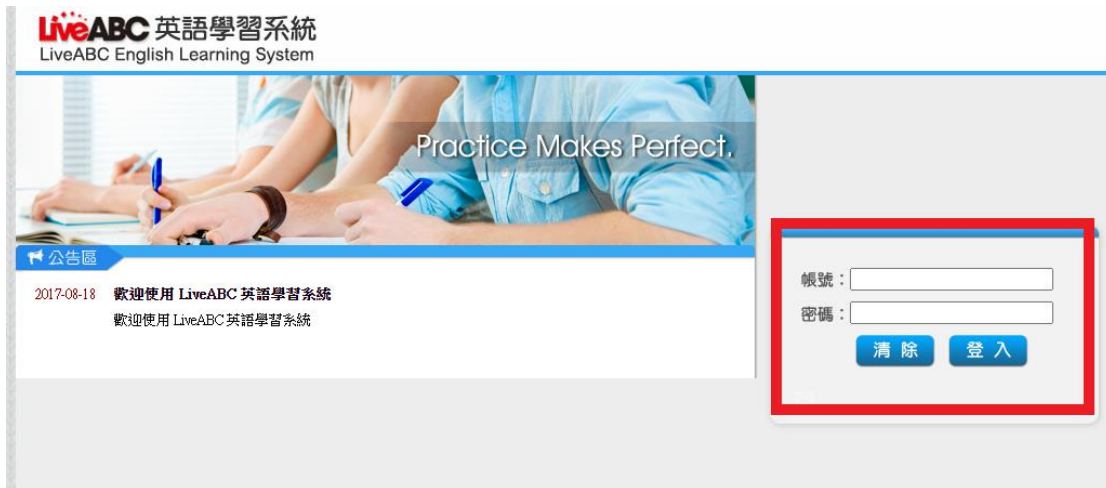 LiveABC 英語學習系統
LiveABC English Learning System
Practice Makes Perfect.
公告區
2017-08-18 歡迎使用 LiveABC 英語學習系統
歡迎使用 LiveABC 英語學習系統
帳號：
密碼：
清 除 登 入